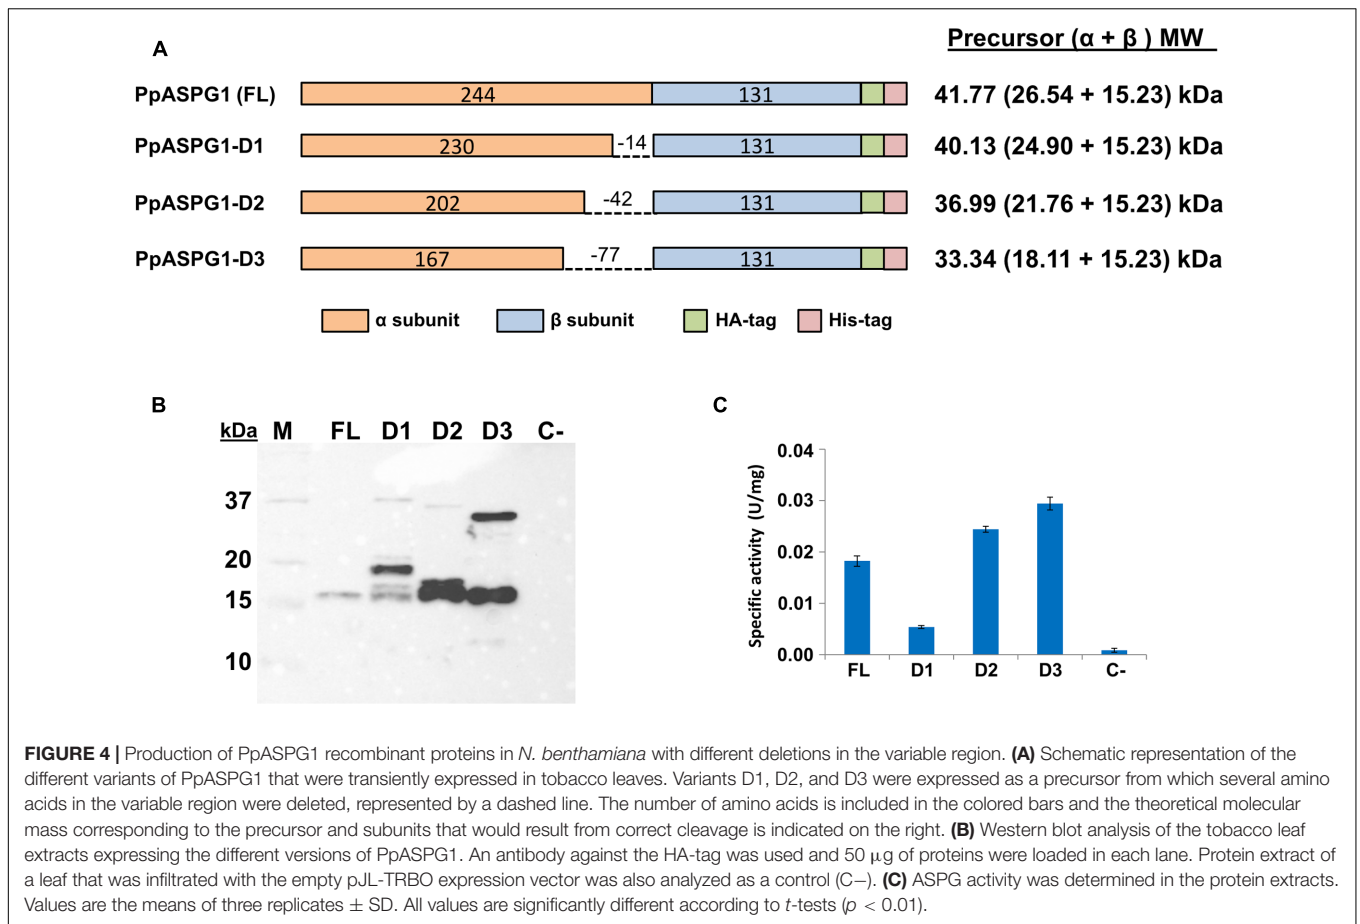 A
Precursor (α + β ) MW
PpASPG1 (FL) 244 131 41.77 (26.54 + 15.23) kDa
PpASPG1-D1 230 -14 131 40.13 (24.90 + 15.23) kDa
PpASPG1-D2 202 -42 131 36.99 (21.76 + 15.23) kDa
PpASPG1-D3 167 -77 131 33.34 (18.11 + 15.23) kDa
α subunit β subunit HA-tag His-tag
B
kDa M FL D1 D2 D3 C-
37
20
15
10
C
Specific activity (U/mg)
0.04
0.03
0.02
0.01
0.00
FL D1 D2 D3 C-
FIGURE 4 | Production of PpASPG1 recombinant proteins in N. benthamiana with different deletions in the variable region. (A) Schematic representation of the
different variants of PpASPG1 that were transiently expressed in tobacco leaves. Variants D1, D2, and D3 were expressed as a precursor from which several amino
acids in the variable region were deleted, represented by a dashed line. The number of amino acids is included in the colored bars and the theoretical molecular
mass corresponding to the precursor and subunits that would result from correct cleavage is indicated on the right. (B) Western blot analysis of the tobacco leaf
extracts expressing the different versions of PpASPG1. An antibody against the HA-tag was used and 50 μg of proteins were loaded in each lane. Protein extract of
a leaf that was infiltrated with the empty pJL-TRBO expression vector was also analyzed as a control (C−). (C) ASPG activity was determined in the protein extracts.
Values are the means of three replicates ± SD. All values are significantly different according to t-tests (p < 0.01).